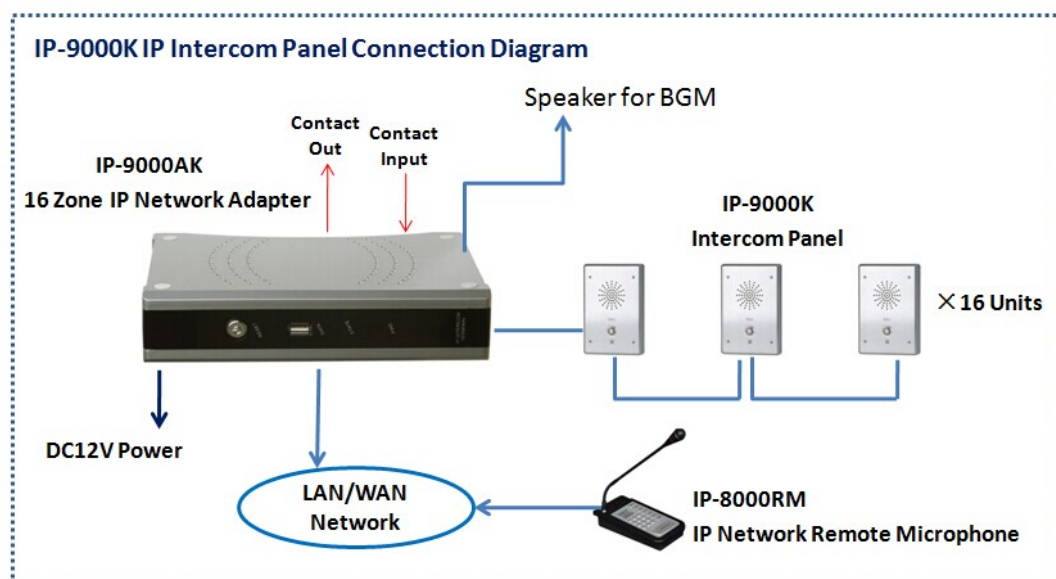 IP-9000K IP Intercom Panel Connection Diagram
Speaker for BGM
Contact
Out
Contact
Input
IP-9000AK
16 Zone IP Network Adapter
IP-9000K
Intercom Panel
×16 Units
DC12V Power
LAN/WAN
Network
IP-8000RM
IP Network Remote Microphone